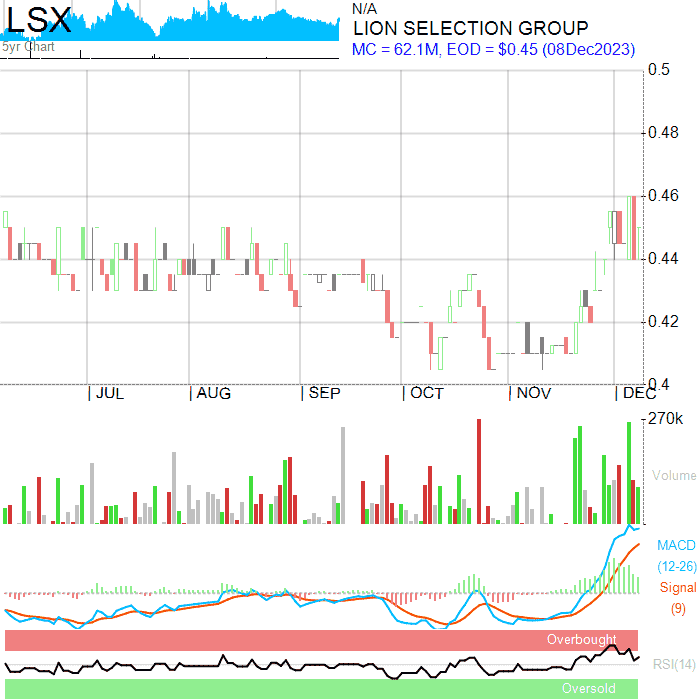 LSX
5yr Chart
N/A
LION SELECTION GROUP
MC = 62.1M, EOD = $0.45 (08Dec2023)
0.5
0.48
0.46
0.44
0.42
0.4
JUL AUG SEP OCT NOV DEC
270k
Volume
MACD
(12-26)
Signal
(9)
Overbought
RSI(14)
Oversold